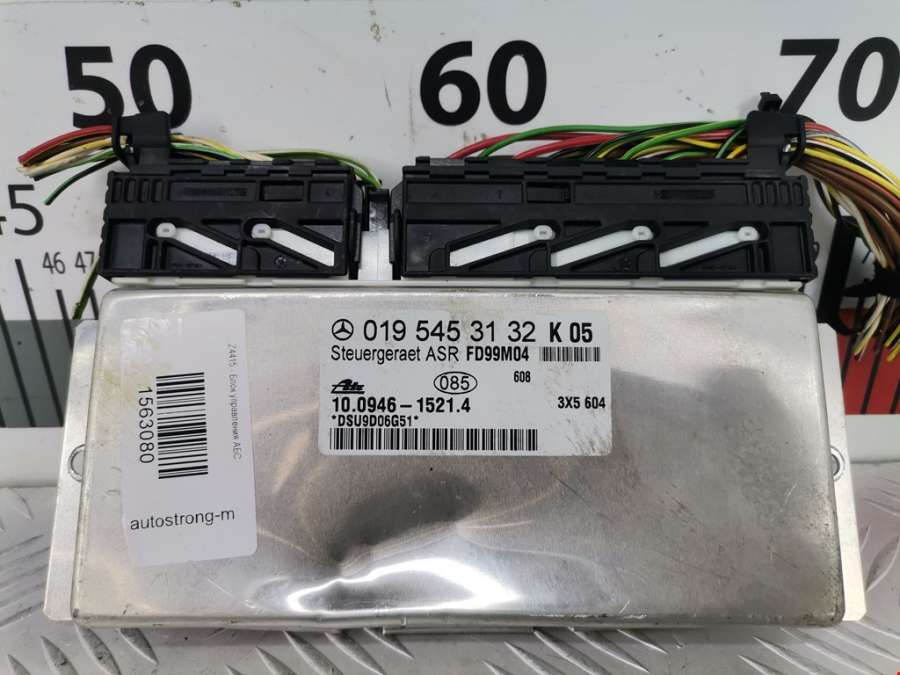 50
60
70
45
46 47
019 545 31 32 K 05
Steuergeraet ASR FD99M04
Ate
085
608
10.0946-1521.4
3X5 604
*DSU9D06G51*
Z4415 - Блок управления АБС
1563080
autostrong-m